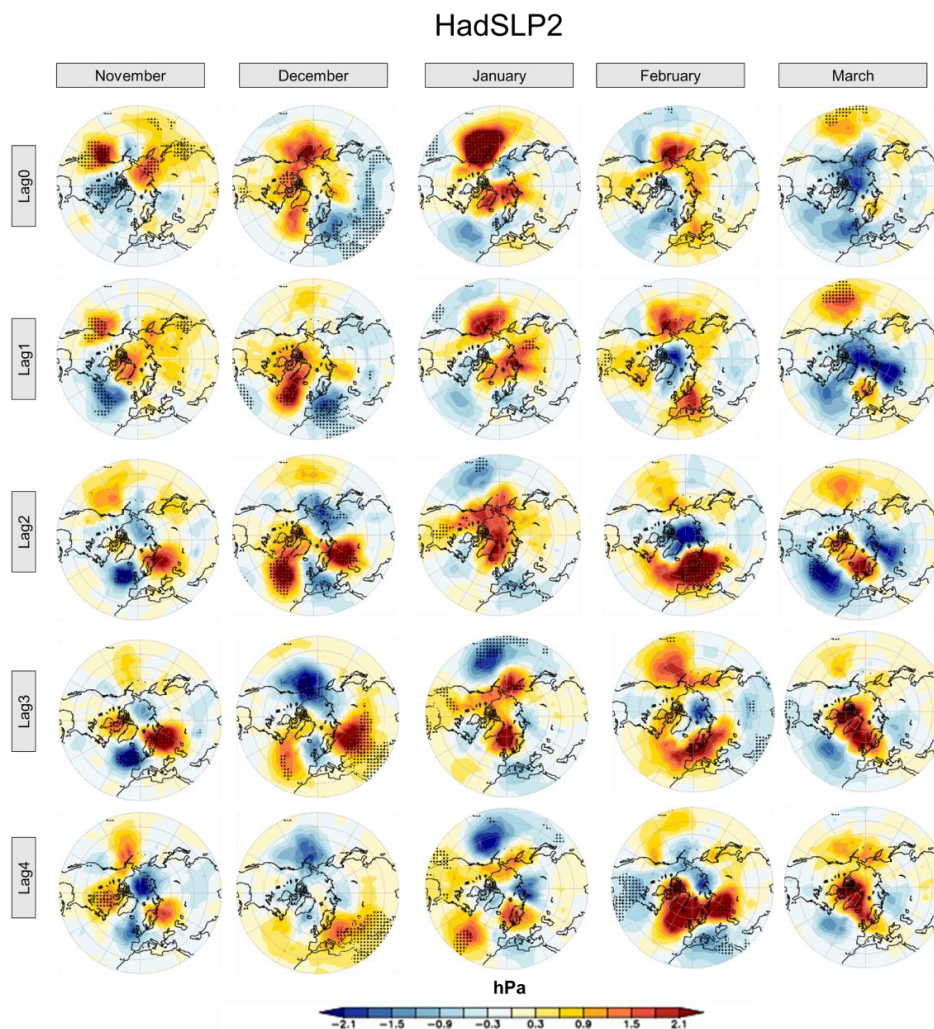 HadSLP2
November December January February March
Lag0
Lag1
Lag2
Lag3
Lag4
hPa
-2.1 -1.5 -0.9 -0.3 0.3 0.9 1.5 2.1